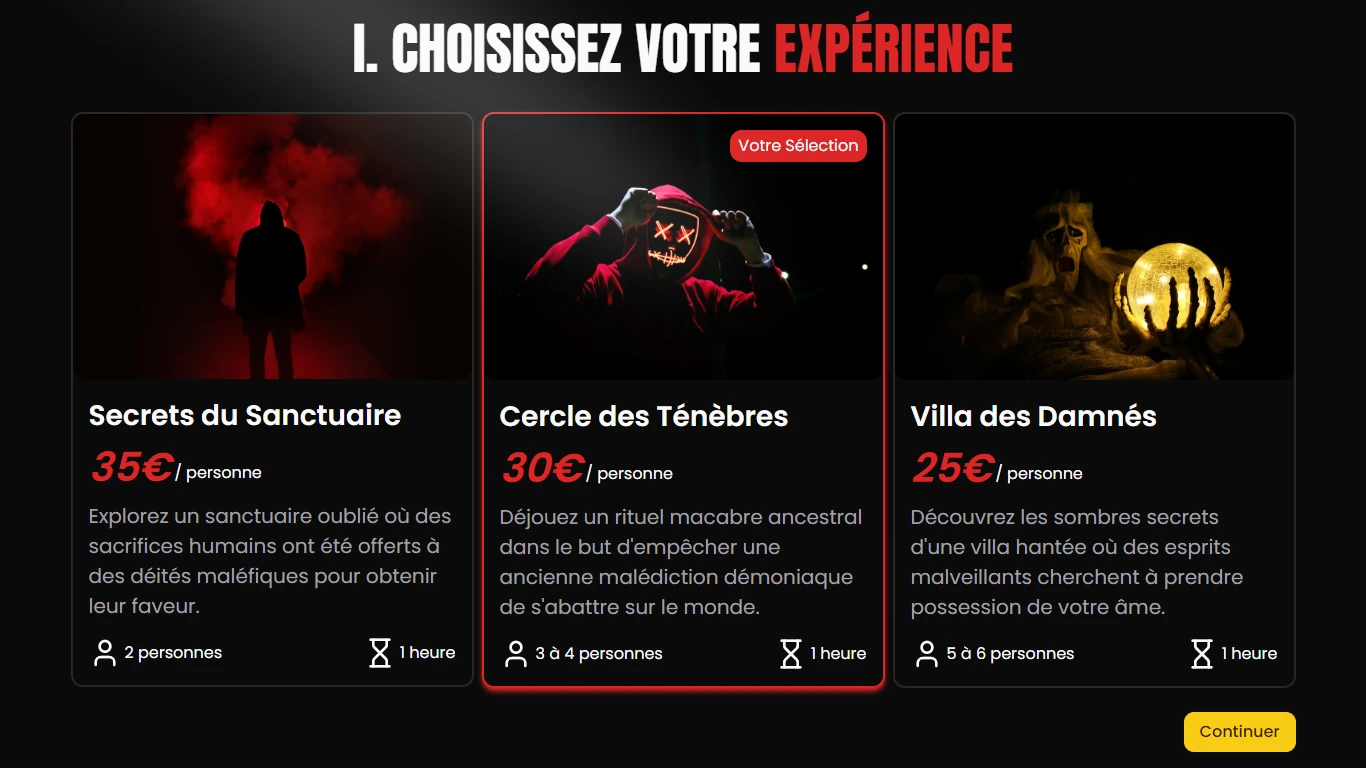 I. CHOISISSEZ VOTRE EXPÉRIENCE
Votre Sélection
Secrets du Sanctuaire
35€/ personne
Explorez un sanctuaire oublié où des
sacrifices humains ont été offerts à
des déités maléfiques pour obtenir
leur faveur.
2 personnes
1 heure
Cercle des Ténèbres
30€/ personne
Déjouez un rituel macabre ancestral
dans le but d'empêcher une
ancienne malédiction démoniaque
de s'abattre sur le monde.
3 à 4 personnes
1 heure
Villa des Damnés
25€/ personne
Découvrez les sombres secrets
d'une villa hantée où des esprits
malveillants cherchent à prendre
possession de votre âme.
5 à 6 personnes
1 heure
Continuer